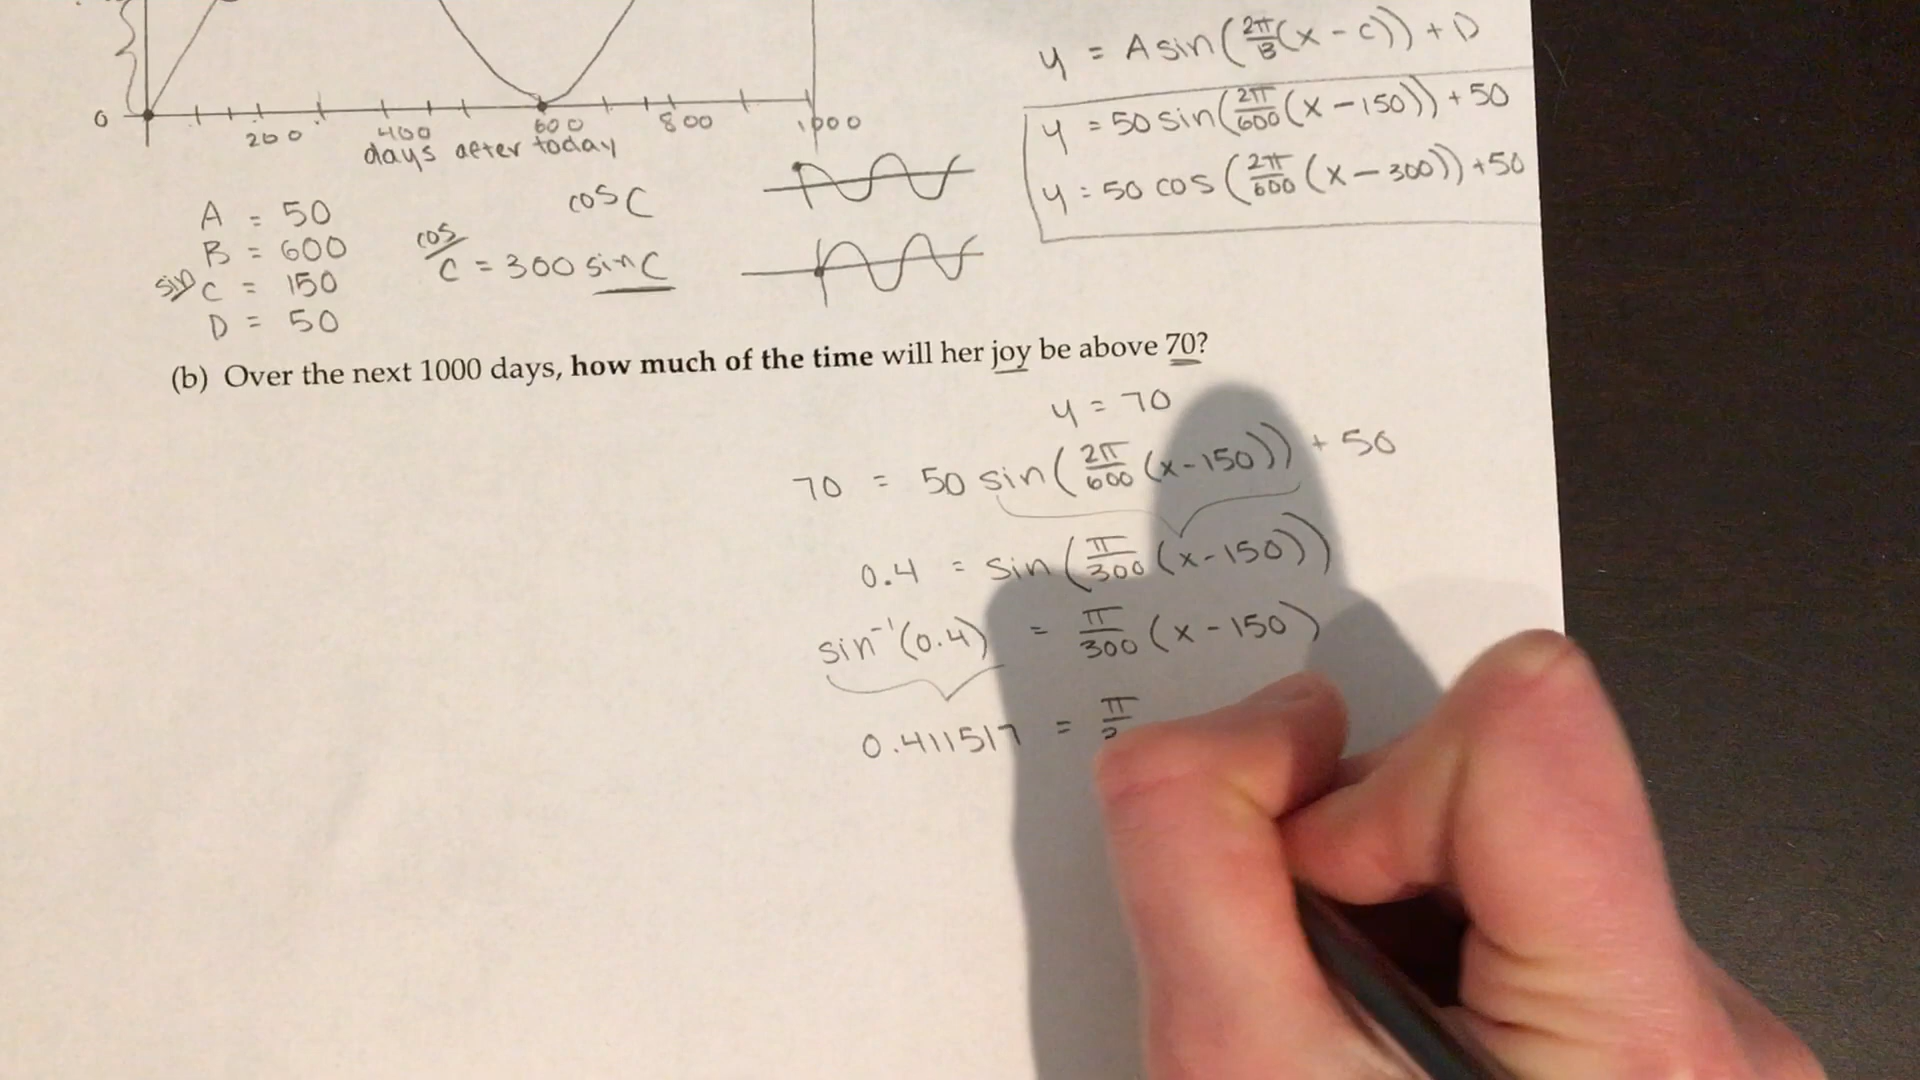 y = A sin(2π/B(x - C)) + D
y = 50 sin(2π/600(x - 150)) + 50
y = 50 cos(2π/600(x - 300)) + 50
0 200 400 600 800 1000
days after today
A = 50
B = 600
sin C = 150
D = 50
cos C
cos
C = 300 sin C
(b) Over the next 1000 days, how much of the time will her joy be above 70?
y = 70
70 = 50 sin(2π/600(x-150)) + 50
0.4 = sin(π/300(x-150))
sin⁻¹(0.4) = π/300(x-150)
0.411517 = π